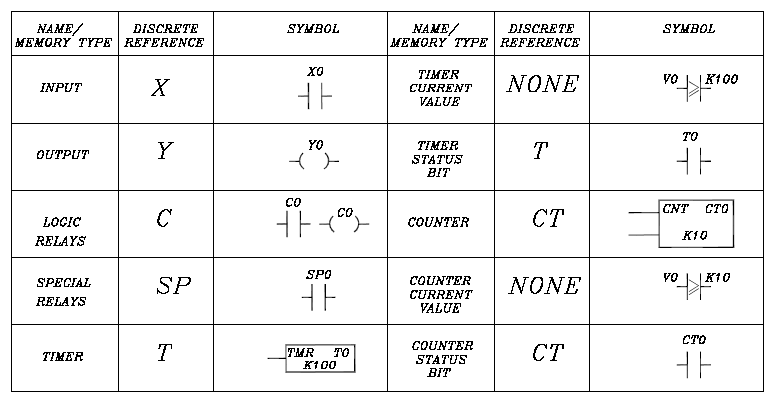 NAME/
MEMORY TYPE
DISCRETE
REFERENCE
SYMBOL
NAME/
MEMORY TYPE
DISCRETE
REFERENCE
SYMBOL
INPUT
X
X0
TIMER
CURRENT
VALUE
NONE
V0 K100
OUTPUT
Y
Y0
TIMER
STATUS
BIT
T
T0
LOGIC
RELAYS
C
C0 C0
COUNTER
CT
CNT CT0
K10
SPECIAL
RELAYS
SP
SP0
COUNTER
CURRENT
VALUE
NONE
V0 K10
TIMER
T
TMR T0
K100
COUNTER
STATUS
BIT
CT
CT0